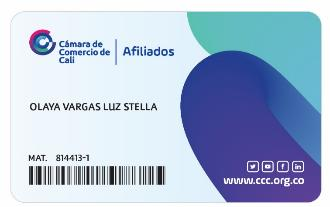 Cámara de
Comercio de
Cali
Afiliados
OLAYA VARGAS LUZ STELLA
MAT. 814413-1
www.ccc.org.co